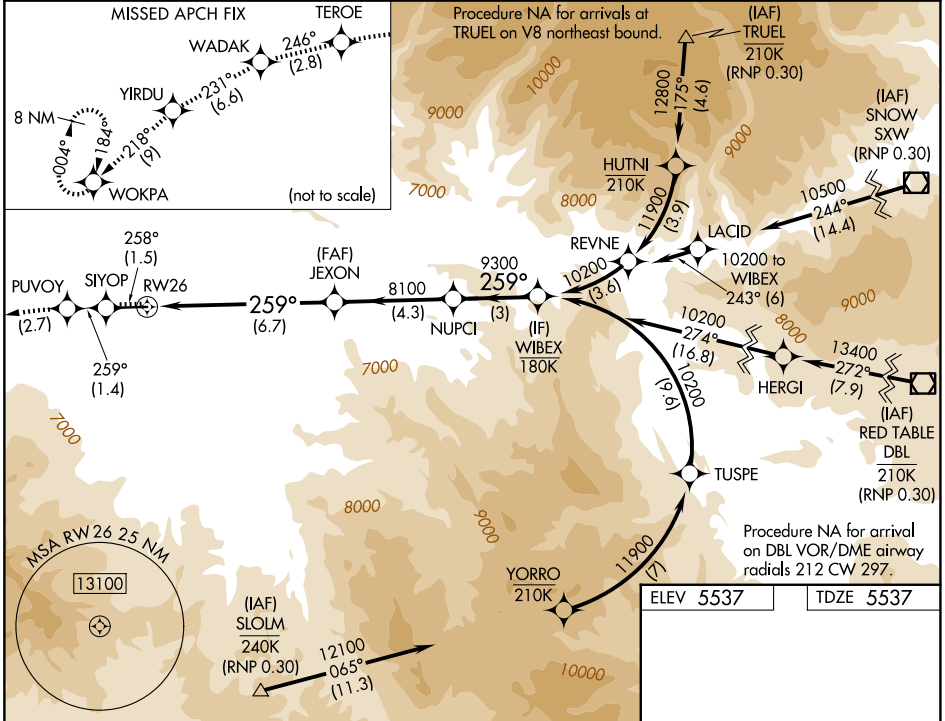 MISSED APCH FIX
TEROE
WADAK
246°
(2.8)
YIRDU
231°
(6.6)
8 NM
004°
184°
218°
(9)
WOKPA
(not to scale)
Procedure NA for arrivals at
TRUEL on V8 northeast bound.
(IAF)
TRUEL
210K
(RNP 0.30)
10000
9000
12800
175°
(4.6)
9000
(IAF)
SNOW
SXW
(RNP 0.30)
HUTNI
210K
7000
8000
11900
(3.9)
10500
244°
(14.4)
REVNE
LACID
10200 to
WIBEX
243° (6)
258°
(1.5)
PUVOY
SIYOP
RW26
(FAF)
JEXON
9300
259°
(3)
10200
(3.6)
9000
(2.7)
259°
(1.4)
259°
(6.7)
8100
(4.3)
NUPCI
(IF)
WIBEX
180K
10200
274°
(16.8)
8000
HERGI
13400
272°
(7.9)
7000
7000
10200
(9.6)
(IAF)
RED TABLE
DBL
210K
(RNP 0.30)
TUSPE
8000
9000
Procedure NA for arrival
on DBL VOR/DME airway
radials 212 CW 297.
MSA RW26 25 NM
13100
YORRO
210K
11900
(7)
(IAF)
SLOLM
240K
(RNP 0.30)
12100
065°
(11.3)
10000
ELEV 5537
TDZE 5537